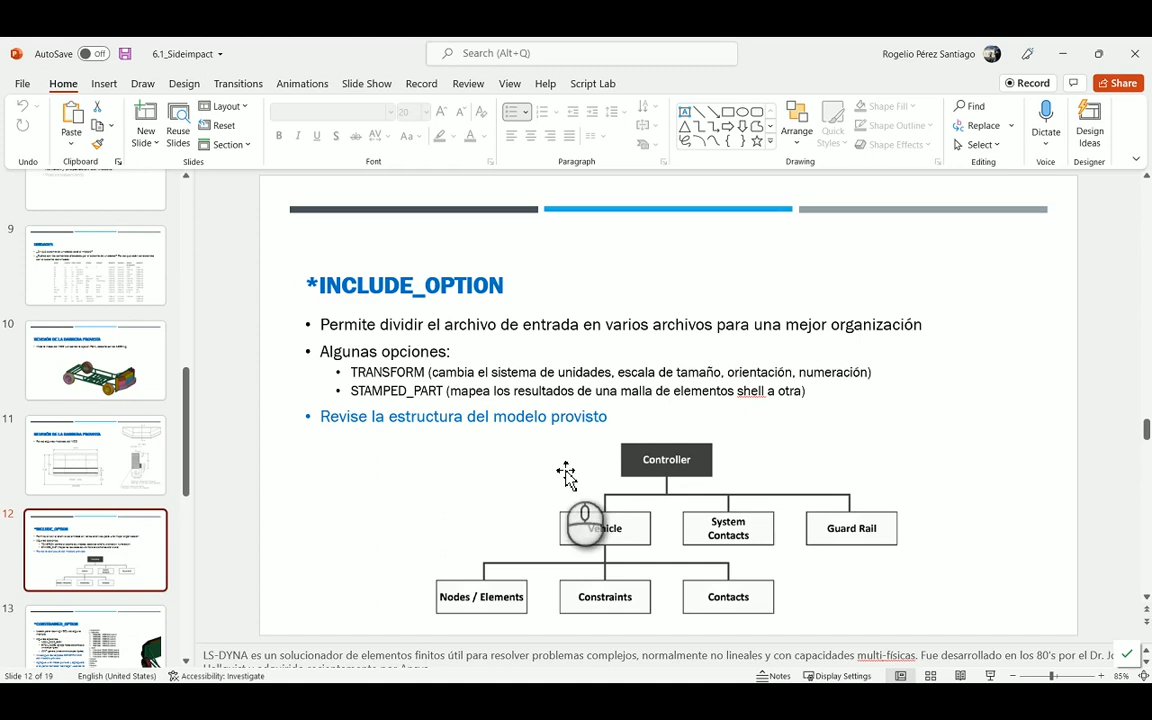 AutoSave Off 6.1_Sideimpact Search (Alt+Q) Rogelio Pérez Santiago
File Home Insert Draw Design Transitions Animations Slide Show Record Review View Help Script Lab Record Share
Paste New Slide Reuse Slides Layout Reset Section 20 Arrange Quick Styles Shape Fill Shape Outline Shape Effects Find Replace Select Dictate Design Ideas
Undo Clipboard Slides Font Paragraph Drawing Editing Voice Designer
9
10
11
12
13
*INCLUDE_OPTION
• Permite dividir el archivo de entrada en varios archivos para una mejor organización
• Algunas opciones:
• TRANSFORM (cambia el sistema de unidades, escala de tamaño, orientación, numeración)
• STAMPED_PART (mapea los resultados de una malla de elementos shell a otra)
• Revise la estructura del modelo provisto
Controller
System
Contacts
Guard Rail
Nodes / Elements Constraints Contacts
LS-DYNA es un solucionador de elementos finitos útil para resolver problemas complejos, normalmente no lineales y con capacidades multi-físicas. Fue desarrollado en los 80's por el Dr.
Slide 12 of 19 English (United States) Accessibility: Investigate Notes Display Settings 85%